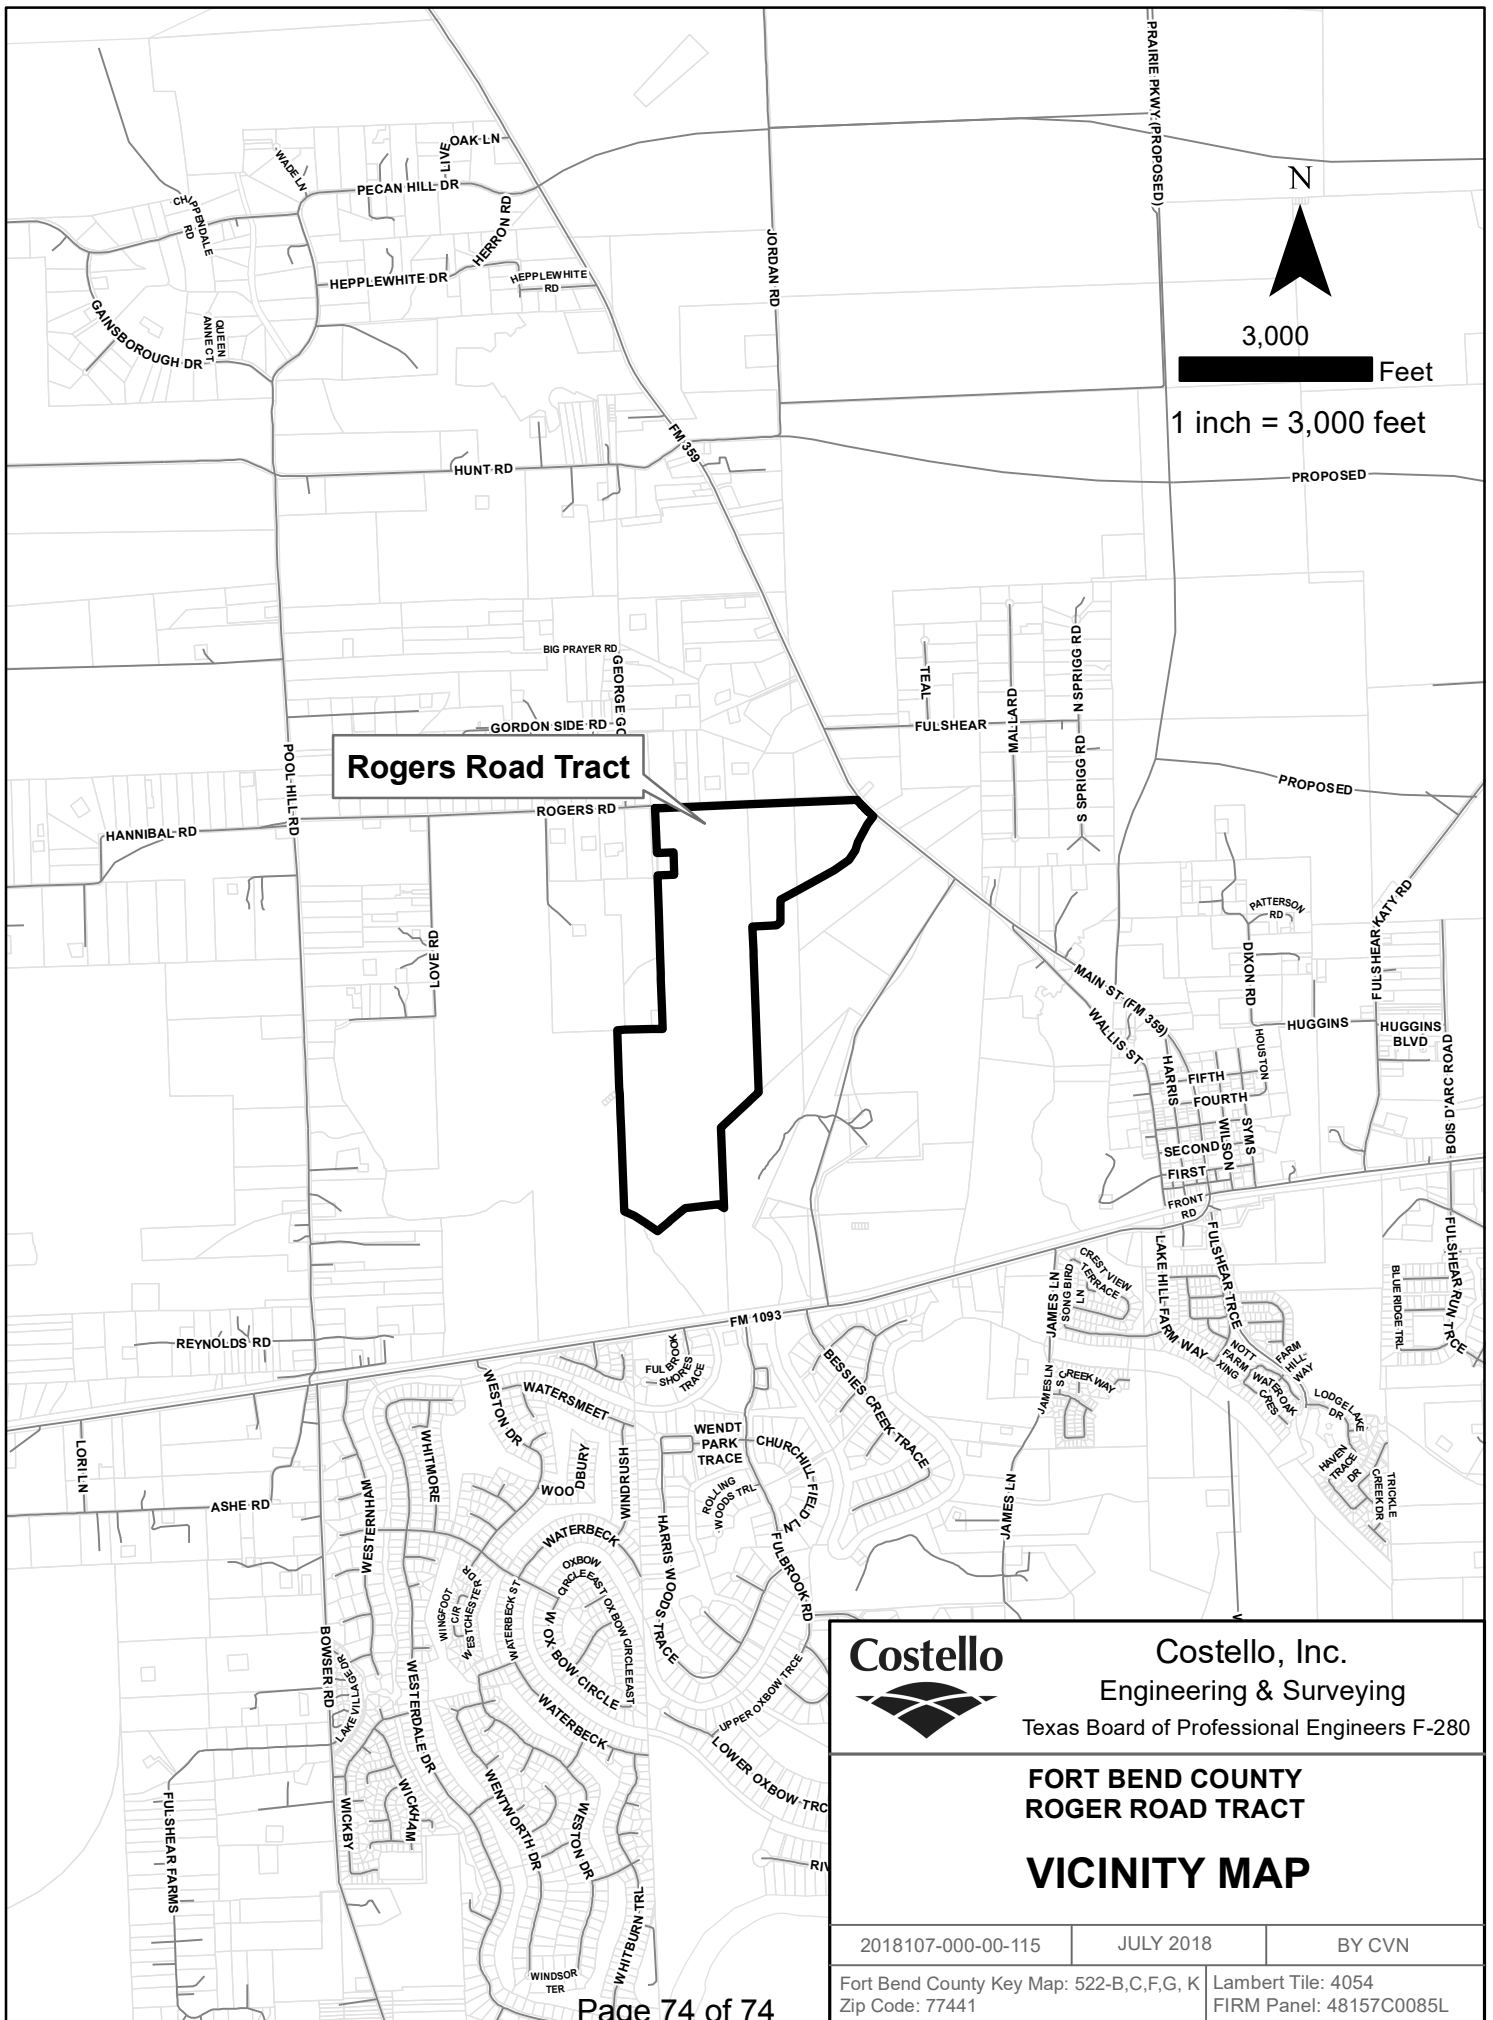 PRAIRIE PKWY (PROPOSED)
OAK LN
LIVE
WADE LN
PECAN HILL DR
CHIPPENDALE
RD
HERRON RD
HEPPLEWHITE DR
HEPPLEWHITE
RD
JORDAN RD
GAINSBOROUGH DR
QUEEN
ANNE CT
N
3,000
Feet
1 inch = 3,000 feet
FM 359
HUNT RD
PROPOSED
BIG PRAYER RD
GEORGE GO
GORDON SIDE RD
TEAL
FULSHEAR
MALLARD
N SPRIGG RD
S SPRIGG RD
POOL HILL RD
Rogers Road Tract
ROGERS RD
HANNIBAL RD
PROPOSED
LOVE RD
PATTERSON
RD
DIXON RD
FULSHEAR KATY RD
MAIN ST (FM 359)
WALLIS ST
HUGGINS
HUGGINS
BLVD
HOUSTON
BOIS D'ARC ROAD
HARRIS
FIFTH
FOURTH
WILSON
SYMS
SECOND
FIRST
FRONT
RD
FULSHEAR TRCE
LAKE HILL FARM WAY
FULSHEAR RUN TRCE
BLUE RIDGE TRL
CREST VIEW
TERRACE
SONG BIRD
LN
JAMES LN
FM 1093
REYNOLDS RD
FULBROOK
SHORES
TRACE
BESSIES CREEK TRACE
NOTT
FARM
XING
FARM
HILL
WAY
WATER OAK
CRES
LODGE LAKE
DR
HAVEN
TRACE
DR
TRICKLE
CREEK DR
JAMES LN
S CREEK WAY
JAMES LN
WESTON DR
WATERSMEET
WENDT
PARK
TRACE
CHURCHILL FIELD LN
ROLLING
WOODS TRL
WINDRUSH
WOODBURY
WHITMORE
LORI LN
ASHE RD
WESTERNHAM
WATERBECK
HARRIS WOODS TRACE
FULBROOK RD
OXBOW
CIRCLE EAST
OX BOW CIRCLE EAST
W OX BOW CIRCLE
WATERBECK ST
WINGFOOT
CIR
WESTCHESTER DR
BOWSER RD
LAKE VILLAGE DR
WESTERDALE DR
WATERBECK
UPPER OXBOW TRCE
LOWER OXBOW TRC
WICKHAM
WICKBY
WENTWORTH DR
WESTON DR
FULSHEAR FARMS
WHITBURN TRL
WINDSOR
TER
RIV
Costello
Costello, Inc.
Engineering & Surveying
Texas Board of Professional Engineers F-280
FORT BEND COUNTY
ROGER ROAD TRACT
VICINITY MAP
2018107-000-00-115
JULY 2018
BY CVN
Fort Bend County Key Map: 522-B,C,F,G, K
Zip Code: 77441
Lambert Tile: 4054
FIRM Panel: 48157C0085L
Page 74 of 74